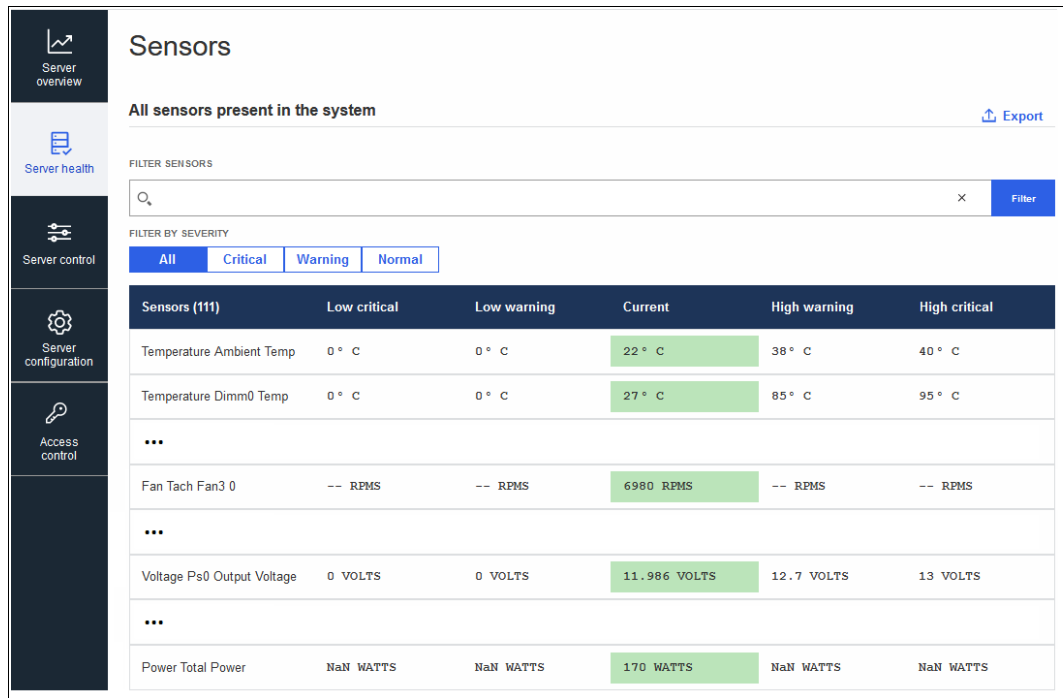 Server
overview
Server health
Server control
Server
configuration
Access
control
Sensors
All sensors present in the system
Export
FILTER SENSORS
× Filter
FILTER BY SEVERITY
All Critical Warning Normal
Sensors (111) Low critical Low warning Current High warning High critical
Temperature Ambient Temp 0° C 0° C 22° C 38° C 40° C
Temperature Dimm0 Temp 0° C 0° C 27° C 85° C 95° C
•••
Fan Tach Fan3 0 -- RPMS -- RPMS 6980 RPMS -- RPMS -- RPMS
•••
Voltage Ps0 Output Voltage 0 VOLTS 0 VOLTS 11.986 VOLTS 12.7 VOLTS 13 VOLTS
•••
Power Total Power NaN WATTS NaN WATTS 170 WATTS NaN WATTS NaN WATTS